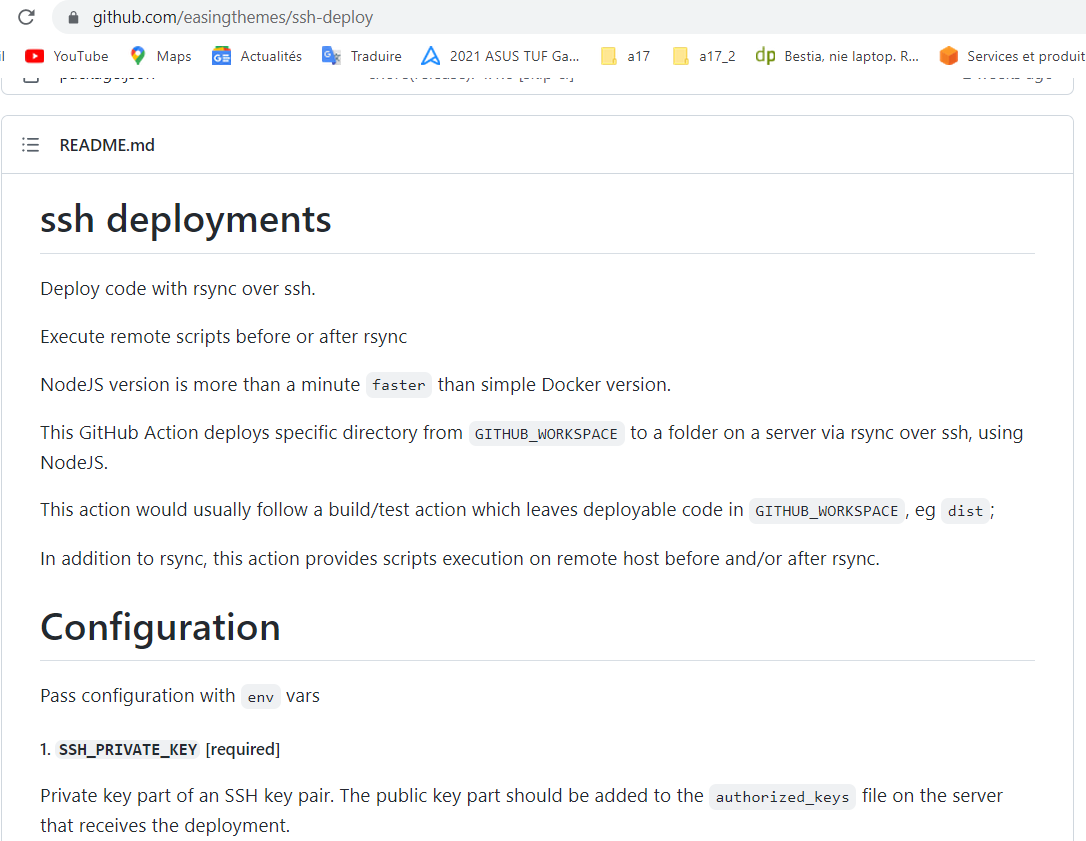 github.com/easingthemes/ssh-deploy
YouTube Maps Actualités Traduire 2021 ASUS TUF Ga... a17 a17_2 dp Bestia, nie laptop. R... Services et produit
README.md
ssh deployments
Deploy code with rsync over ssh.
Execute remote scripts before or after rsync
NodeJS version is more than a minute faster than simple Docker version.
This GitHub Action deploys specific directory from GITHUB_WORKSPACE to a folder on a server via rsync over ssh, using
NodeJS.
This action would usually follow a build/test action which leaves deployable code in GITHUB_WORKSPACE, eg dist;
In addition to rsync, this action provides scripts execution on remote host before and/or after rsync.
Configuration
Pass configuration with env vars
1. SSH_PRIVATE_KEY [required]
Private key part of an SSH key pair. The public key part should be added to the authorized_keys file on the server
that receives the deployment.